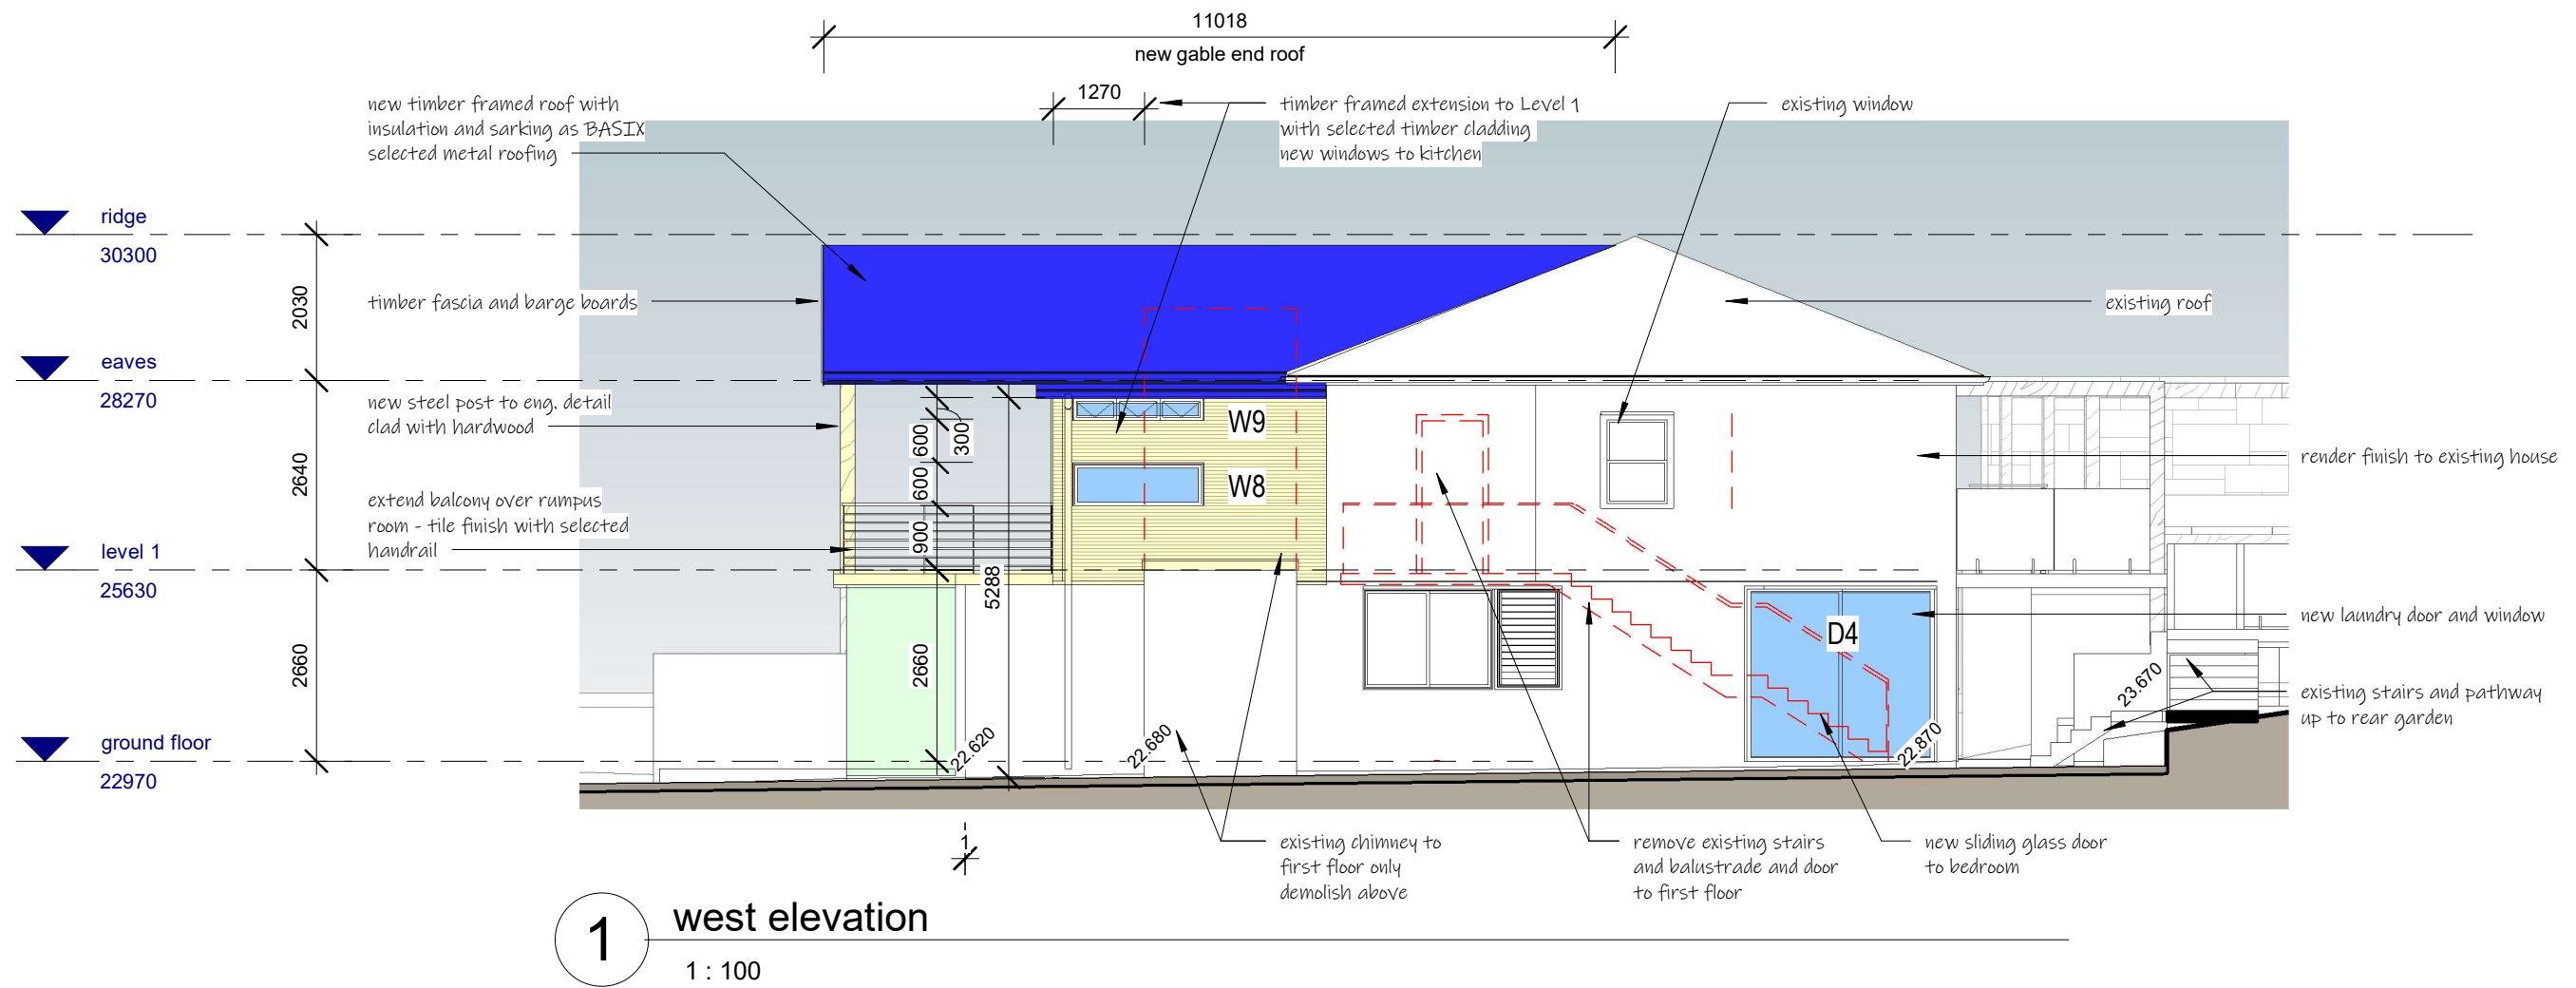 11018
new gable end roof
1270
new timber framed roof with
insulation and sarking as BASIX
selected metal roofing
timber framed extension to Level 1
with selected timber cladding
new windows to kitchen
existing window
ridge
30300
2030
timber fascia and barge boards
existing roof
eaves
28270
new steel post to eng. detail
clad with hardwood
600
300
W9
2640
600
W8
render finish to existing house
extend balcony over rumpus
room - tile finish with selected
handrail
900
level 1
25630
5288
2660
2660
D4
new laundry door and window
23.670
existing stairs and pathway
up to rear garden
ground floor
22970
22.620
22.680
22.870
1
existing chimney to
first floor only
demolish above
remove existing stairs
and balustrade and door
to first floor
new sliding glass door
to bedroom
1
west elevation
1 : 100